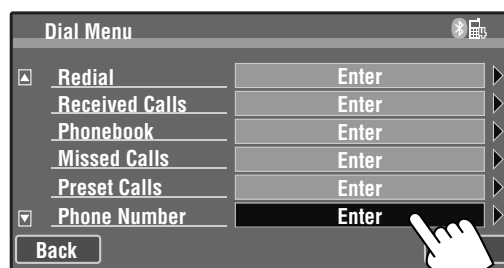 Dial Menu
Redial Enter
Received Calls Enter
Phonebook Enter
Missed Calls Enter
Preset Calls Enter
Phone Number Enter
Back